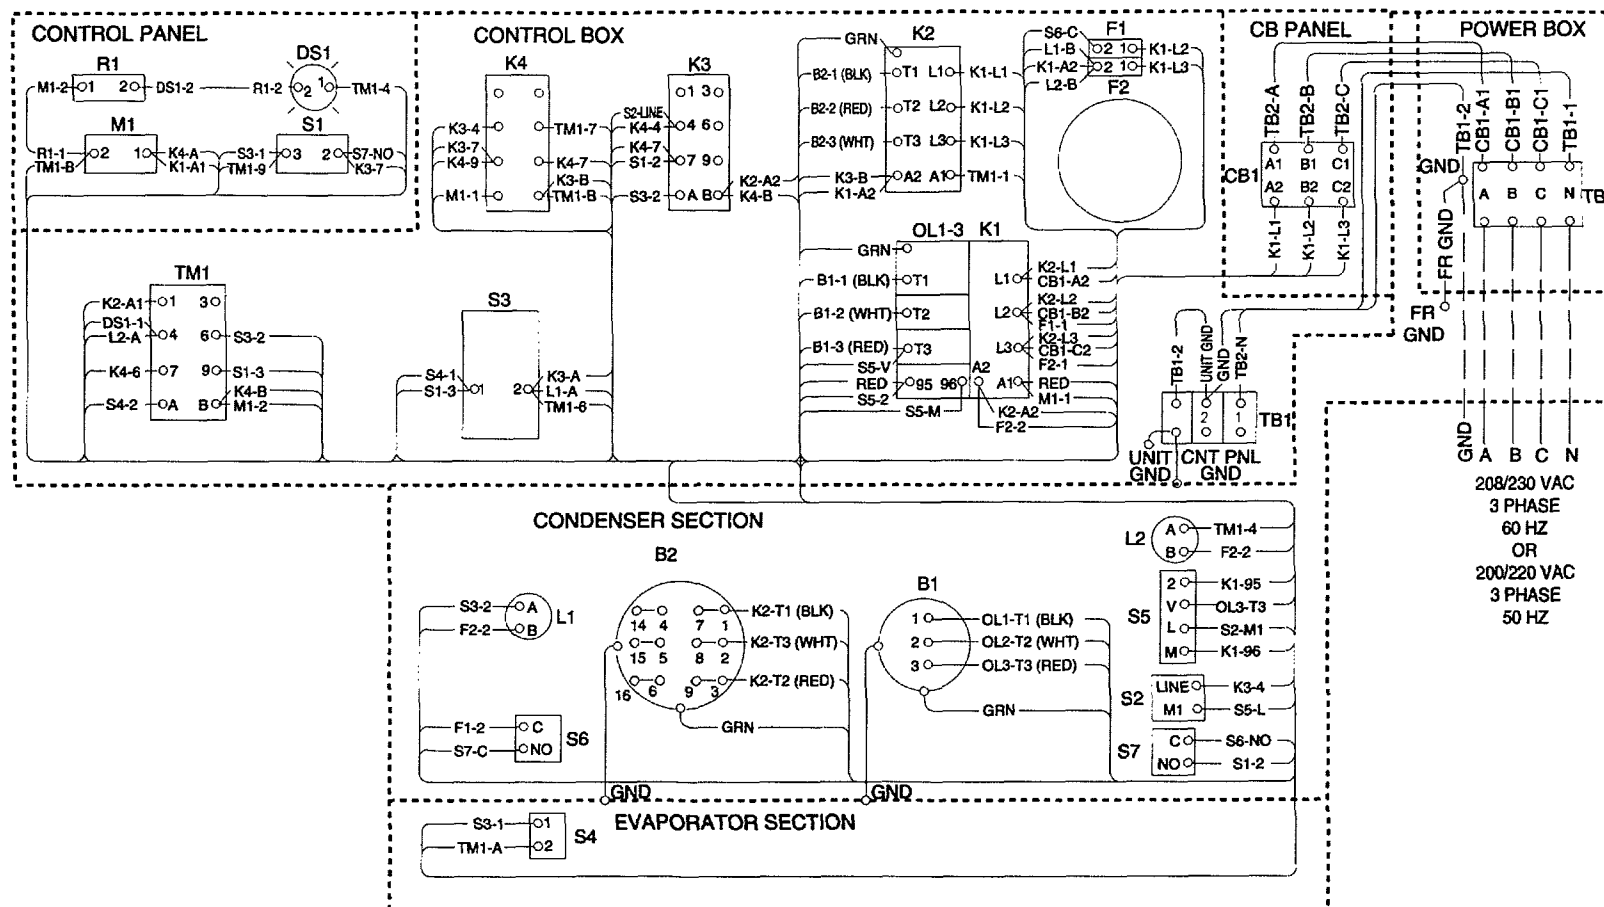 CONTROL PANEL
R1
M1-2 1 2 DS1-2
DS1
R1-2 2 1 TM1-4
M1
R1-1 2 1 K4-A
TM1-B K1-A1
S1
S3-1 3 2 S7-NO
TM1-9 K3-7
CONTROL BOX
K4
K3-4 TM1-7
K3-7
K4-9 K4-7
K3-B
M1-1 TM1-B
K3
1 3
S2-LINE
K4-4 4 6
K4-7
S1-2 7 9
S3-2 A B K2-A2
K4-B
K2
GRN
B2-1 (BLK) T1 L1 K1-L1
B2-2 (RED) T2 L2 K1-L2
B2-3 (WHT) T3 L3 K1-L3
K3-B A2 A1 TM1-1
K1-A2
F1
S6-C
L1-B 2 1 K1-L2
K1-A2 2 1 K1-L3
L2-B
F2
OL1-3 K1
GRN
B1-1 (BLK) T1
B1-2 (WHT) T2
B1-3 (RED) T3
S5-V
RED 95 96
S5-2
S5-M
L1 K2-L1
CB1-A2
K2-L2
L2 CB1-B2
F1-1
K2-L3
L3 CB1-C2
F2-1
A2 A1 RED
M1-1
K2-A2
F2-2
TM1
K2-A1 1 3
DS1-1
L2-A 4 6 S3-2
K4-6 7 9 S1-3
K4-B
S4-2 A B M1-2
S3
S4-1 1 2 K3-A
S1-3 L1-A
TM1-6
CB PANEL
TB2-A TB2-B TB2-C
A1 B1 C1
CB1
A2 B2 C2
K1-L1 K1-L2 K1-L3
TB1-2 UNIT GND GND TB2-N
2 1 TB1
UNIT GND
CNT PNL GND
POWER BOX
TB1-2 CB1-A1 CB1-B1 CB1-C1 TB1-1
GND
A B C N TB
FR GND
FR
GND
GND A B C N
208/230 VAC
3 PHASE
60 HZ
OR
200/220 VAC
3 PHASE
50 HZ
CONDENSER SECTION
S3-2 A L1
F2-2 B
B2
14 4 7 1 K2-T1 (BLK)
15 5 8 2 K2-T3 (WHT)
16 6 9 3 K2-T2 (RED)
GRN
B1
1 OL1-T1 (BLK)
2 OL2-T2 (WHT)
3 OL3-T3 (RED)
GRN
L2 A TM1-4
B F2-2
S5
2 K1-95
V OL3-T3
L S2-M1
M K1-96
S2 LINE K3-4
M1 S5-L
S7 C S6-NO
NO S1-2
F1-2 C S6
S7-C NO
GND GND
EVAPORATOR SECTION
S3-1 1 S4
TM1-A 2